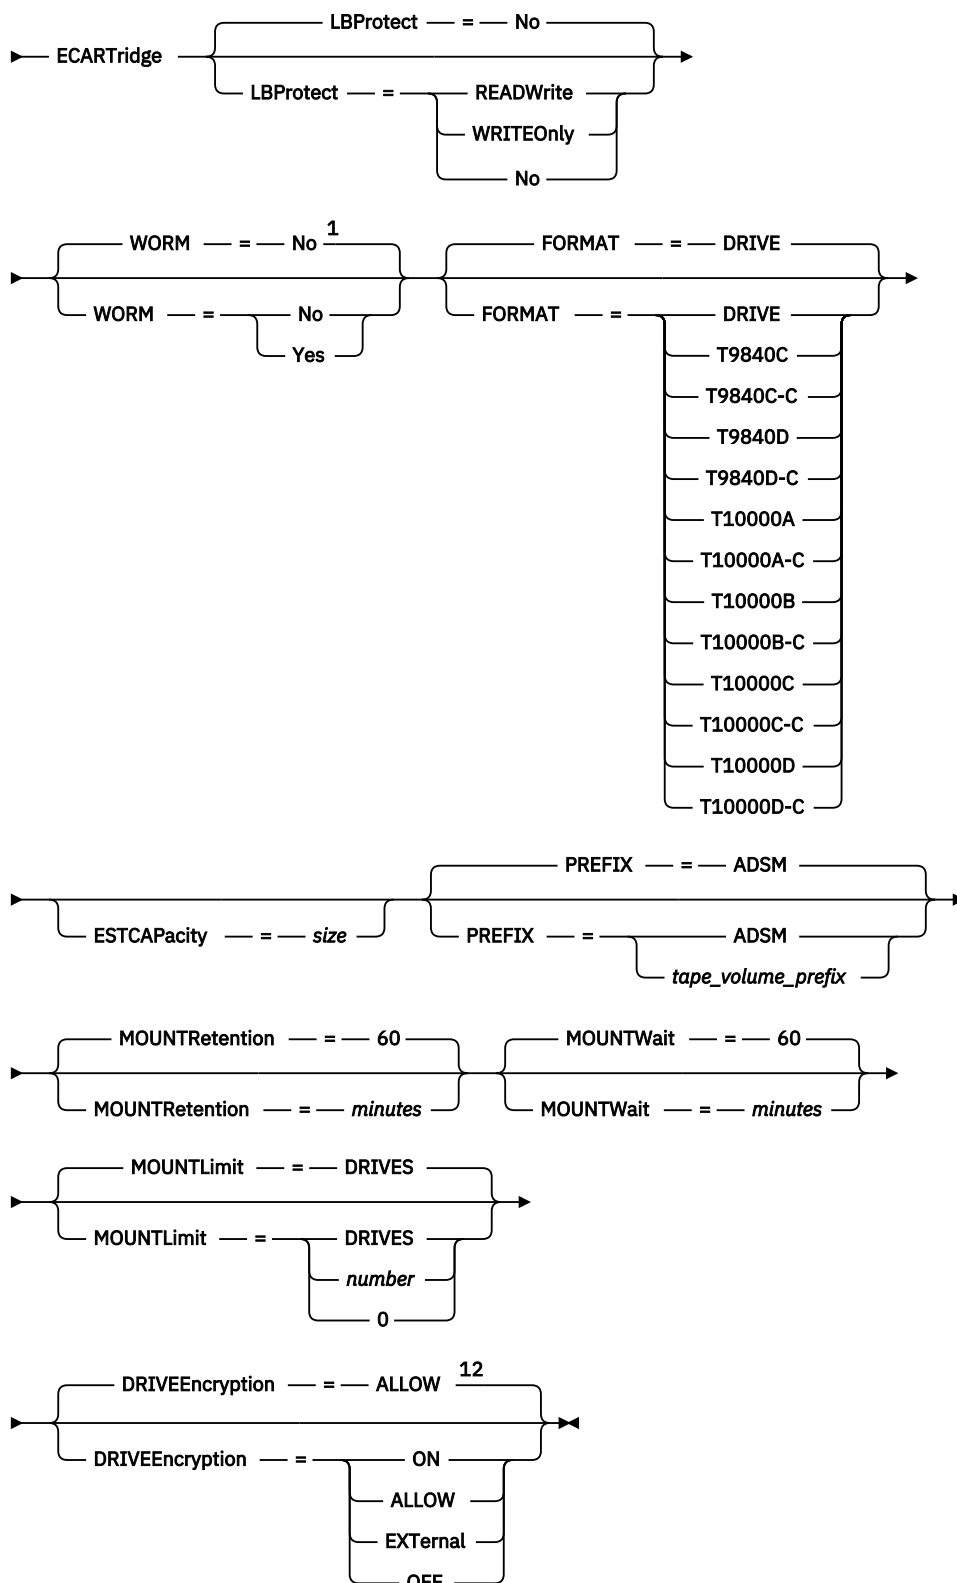 LBProtect = No
ECARTridge
LBProtect = READWrite
WRITEOnly
No
WORM = No 1 FORMAT = DRIVE
WORM = No FORMAT = DRIVE
Yes T9840C
T9840C-C
T9840D
T9840D-C
T10000A
T10000A-C
T10000B
T10000B-C
T10000C
T10000C-C
T10000D
T10000D-C
PREFIX = ADSM
ESTCAPacity = size PREFIX = ADSM
tape_volume_prefix
MOUNTRetention = 60 MOUNTWait = 60
MOUNTRetention = minutes MOUNTWait = minutes
MOUNTLimit = DRIVES
MOUNTLimit = DRIVES
number
0
DRIVEEncryption = ALLOW 12
DRIVEEncryption = ON
ALLOW
EXTernal
OFF